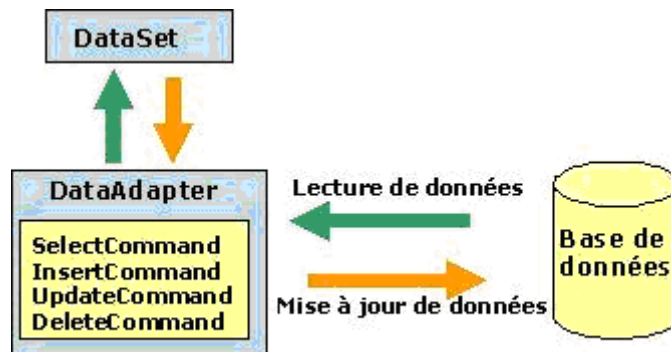 DataSet
DataAdapter
SelectCommand
InsertCommand
UpdateCommand
DeleteCommand
Lecture de données
Mise à jour de données
Base de
données